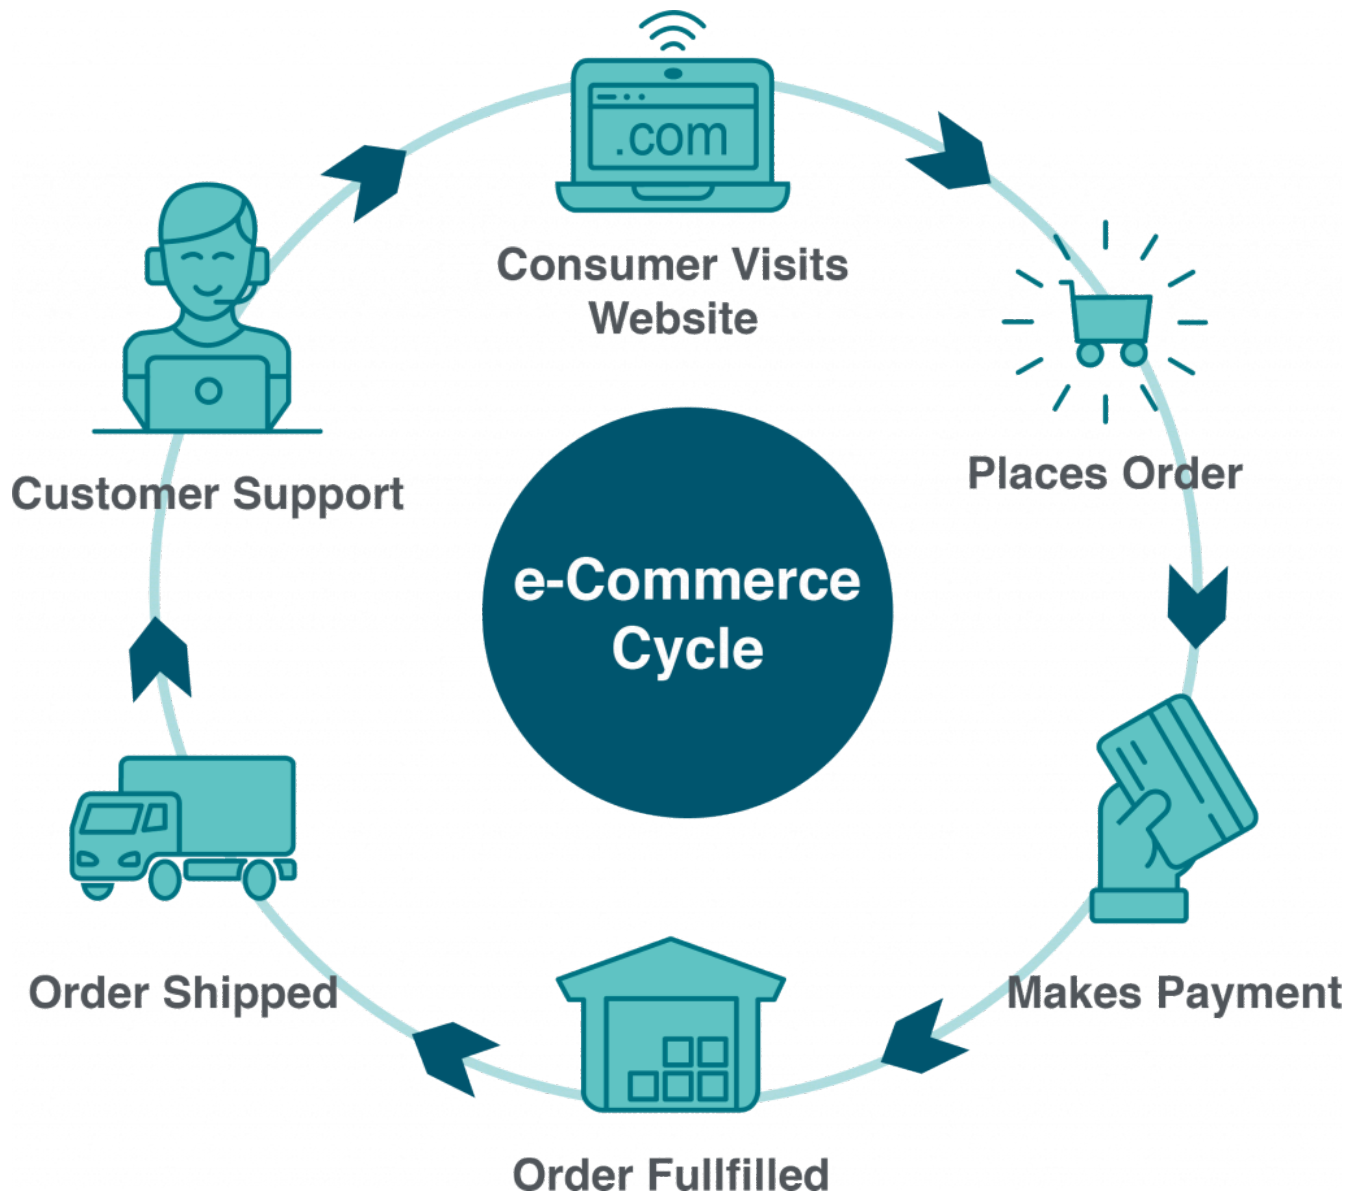 .com
Consumer Visits
Website
Places Order
Customer Support
e-Commerce
Cycle
Order Shipped
Makes Payment
Order Fullfilled